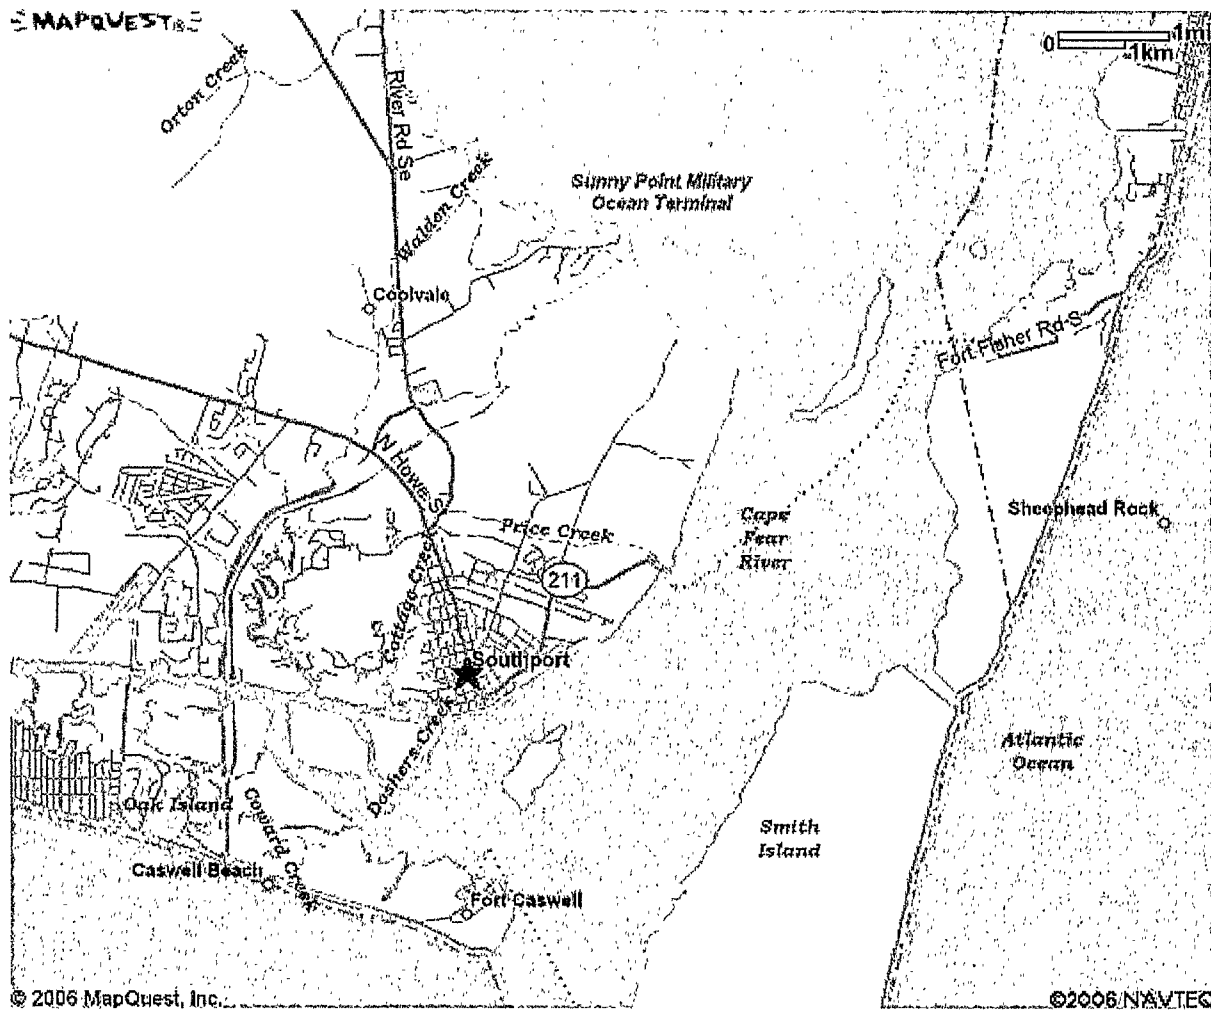 MAPQUEST
0 1mi
1km
Orton Creek
River Rd Se
Walden Creek
Sunny Point Military
Ocean Terminal
Coolvale
Fort Fisher Rd S
N Howe St
Price Creek
Cape
Fear
River
Sheephead Rock
211
Cottage Creek
Southport
Doshers Creek
Atlantic
Ocean
Oak Island
Coward Creek
Smith
Island
Caswell Beach
Fort Caswell
© 2006 MapQuest, Inc.
©2006 NAVTEQ